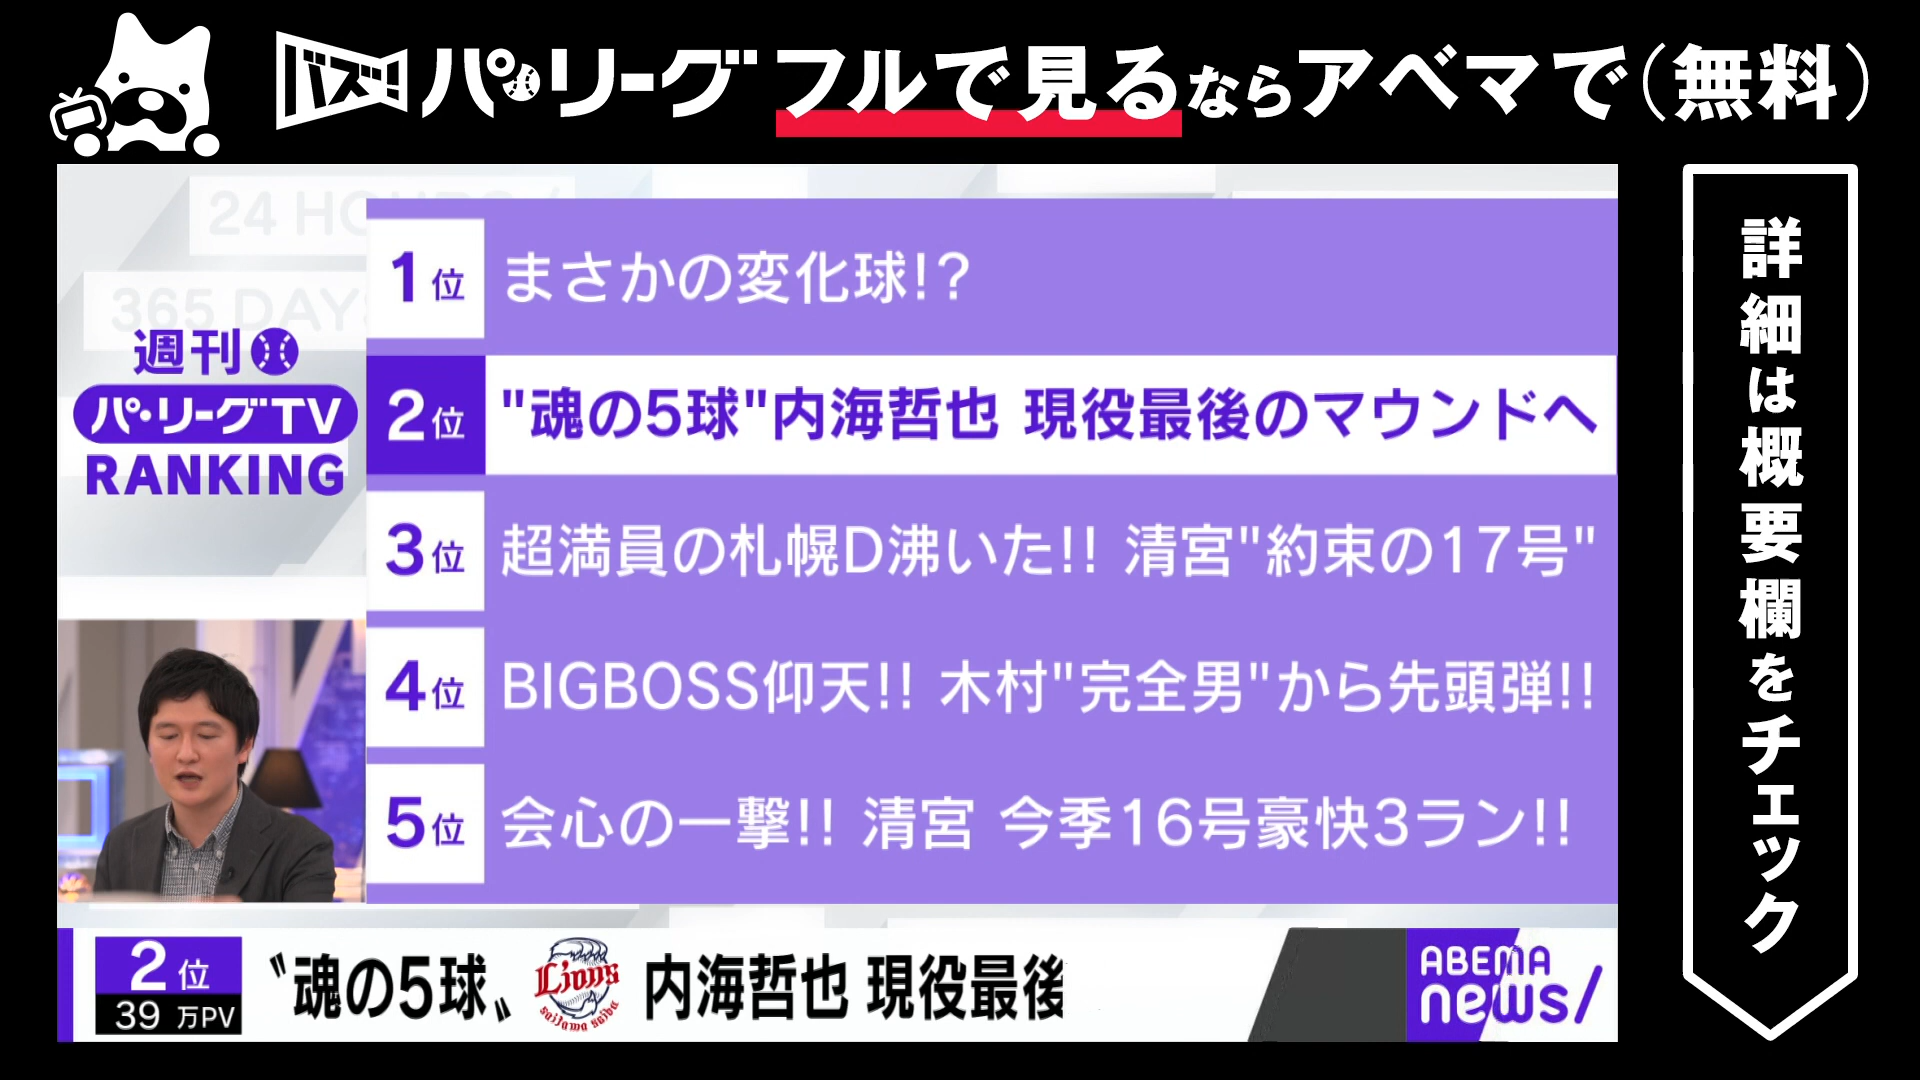 バズ!パ・リーグ フルで見るならアベマで(無料)
詳細は概要欄をチェック
24 HOURS /
365 DAYS
週刊
パ・リーグTV
RANKING
1位 まさかの変化球!?
2位 "魂の5球"内海哲也 現役最後のマウンドへ
3位 超満員の札幌D沸いた!! 清宮"約束の17号"
4位 BIGBOSS仰天!! 木村"完全男"から先頭弾!!
5位 会心の一撃!! 清宮 今季16号豪快3ラン!!
2位
39 万PV
〝魂の5球〟 Lions saitama seibu 内海哲也 現役最後
ABEMA
news/